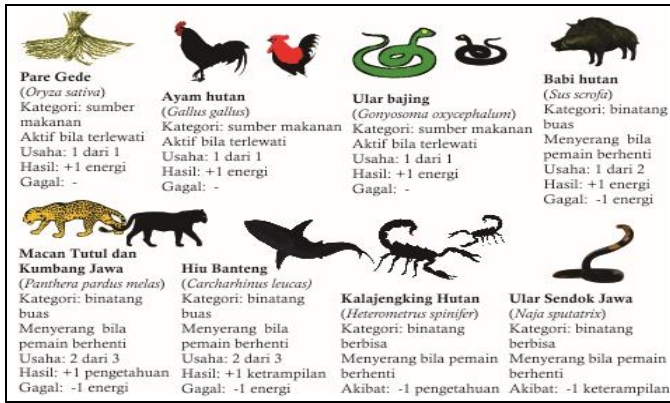 Pare Gede
(Oryza sativa)
Kategori: sumber
makanan
Aktif bila terlewati
Usaha: 1 dari 1
Hasil: +1 energi
Gagal: -
Ayam hutan
(Gallus gallus)
Kategori: sumber makanan
Aktif bila terlewati
Usaha: 1 dari 1
Hasil: +1 energi
Gagal: -
Ular bajing
(Gonyosoma oxycephalum)
Kategori: sumber makanan
Aktif bila terlewati
Usaha: 1 dari 1
Hasil: +1 energi
Gagal: -
Babi hutan
(Sus scrofa)
Kategori: binatang
buas
Menyerang bila
pemain berhenti
Usaha: 1 dari 2
Hasil: +1 energi
Gagal: -1 energi
Macan Tutul dan
Kumbang Jawa
(Panthera pardus melas)
Kategori: binatang
buas
Menyerang bila
pemain berhenti
Usaha: 2 dari 3
Hasil: +1 pengetahuan
Gagal: -1 energi
Hiu Banteng
(Carcharhinus leucas)
Kategori: binatang
buas
Menyerang bila
pemain berhenti
Usaha: 2 dari 3
Hasil: +1 ketrampilan
Gagal: -1 energi
Kalajengking Hutan
(Heterometrus spinifer)
Kategori: binatang
berbisa
Menyerang bila pemain
berhenti
Akibat: -1 pengetahuan
Ular Sendok Jawa
(Naja sputatrix)
Kategori: binatang
berbisa
Menyerang bila pemain
berhenti
Akibat: -1 keterampilan